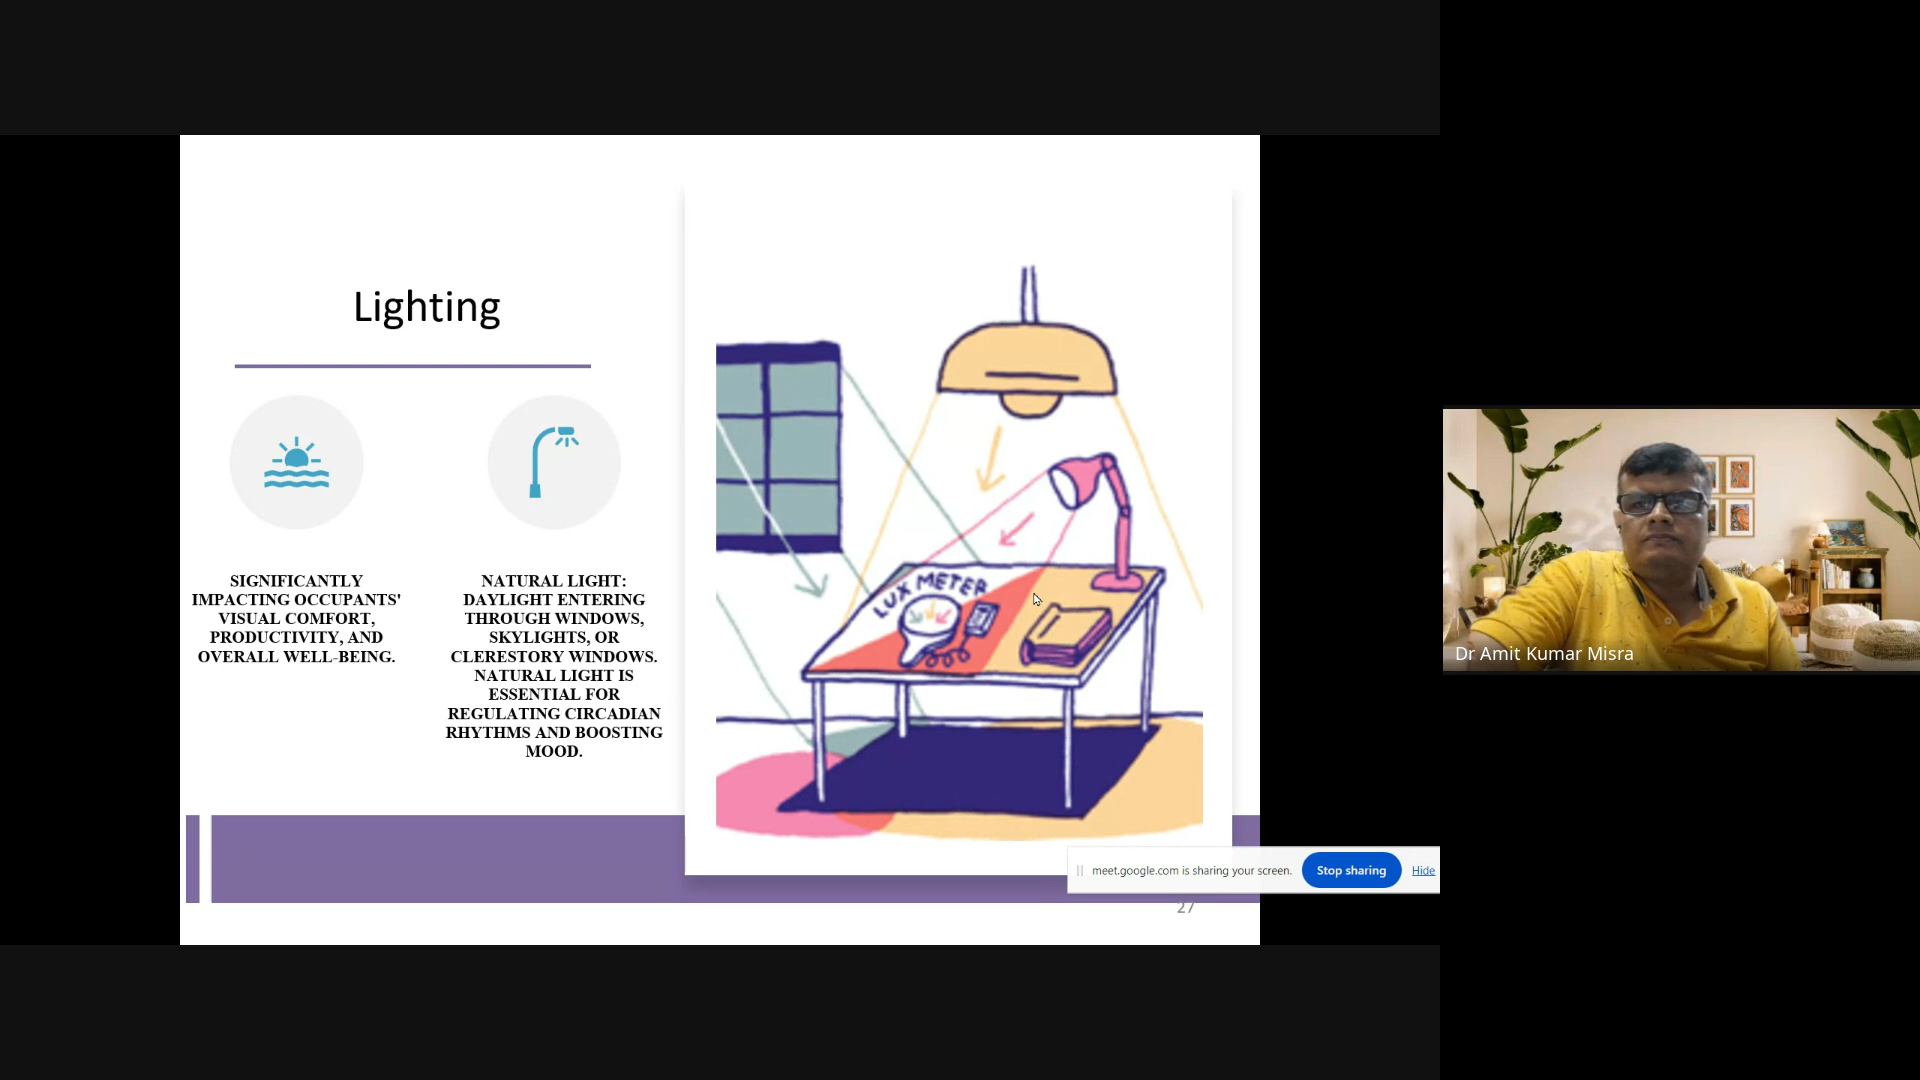 Lighting
SIGNIFICANTLY
IMPACTING OCCUPANTS'
VISUAL COMFORT,
PRODUCTIVITY, AND
OVERALL WELL-BEING.
NATURAL LIGHT:
DAYLIGHT ENTERING
THROUGH WINDOWS,
SKYLIGHTS, OR
CLERESTORY WINDOWS.
NATURAL LIGHT IS
ESSENTIAL FOR
REGULATING CIRCADIAN
RHYTHMS AND BOOSTING
MOOD.
LUX METER
meet.google.com is sharing your screen.
Stop sharing
Hide
27
Dr Amit Kumar Misra